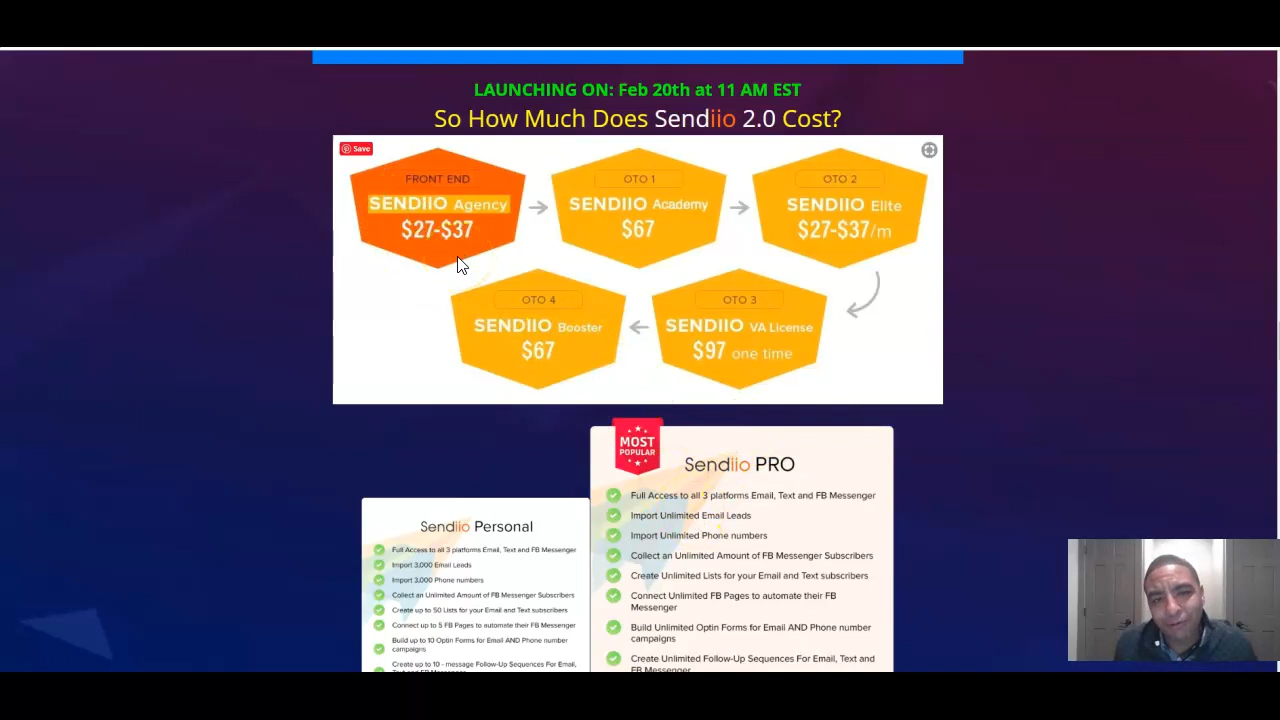 LAUNCHING ON: Feb 20th at 11 AM EST
So How Much Does Sendiio 2.0 Cost?
Save
FRONT END
SENDIIO Agency
$27-$37
OTO 1
SENDIIO Academy
$67
OTO 2
SENDIIO Elite
$27-$37/m
OTO 4
SENDIIO Booster
$67
OTO 3
SENDIIO VA License
$97 one time
Sendiio Personal
Full Access to all 3 platforms Email, Text and FB Messenger
Import 3,000 Email Leads
Import 3,000 Phone numbers
Collect an Unlimited Amount of FB Messenger Subscribers
Create up to 50 Lists for your Email and Text subscribers
Connect up to 5 FB Pages to automate their FB Messenger
Build up to 10 Optin Forms for Email AND Phone number
campaigns
Create up to 10 - message Follow-Up Sequences For Email,
MOST
POPULAR
Sendiio PRO
Full Access to all 3 platforms Email, Text and FB Messenger
Import Unlimited Email Leads
Import Unlimited Phone numbers
Collect an Unlimited Amount of FB Messenger Subscribers
Create Unlimited Lists for your Email and Text subscribers
Connect Unlimited FB Pages to automate their FB
Messenger
Build Unlimited Optin Forms for Email AND Phone number
campaigns
Create Unlimited Follow-Up Sequences For Email, Text and
FB Messenger